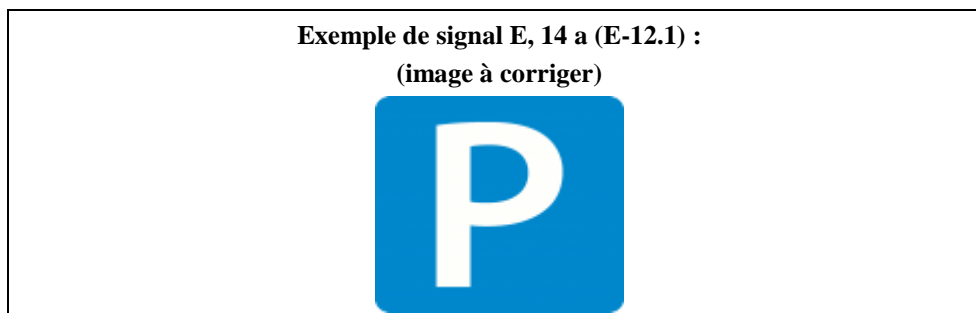 Exemple de signal E, 14 a (E-12.1) :
(image à corriger)
P